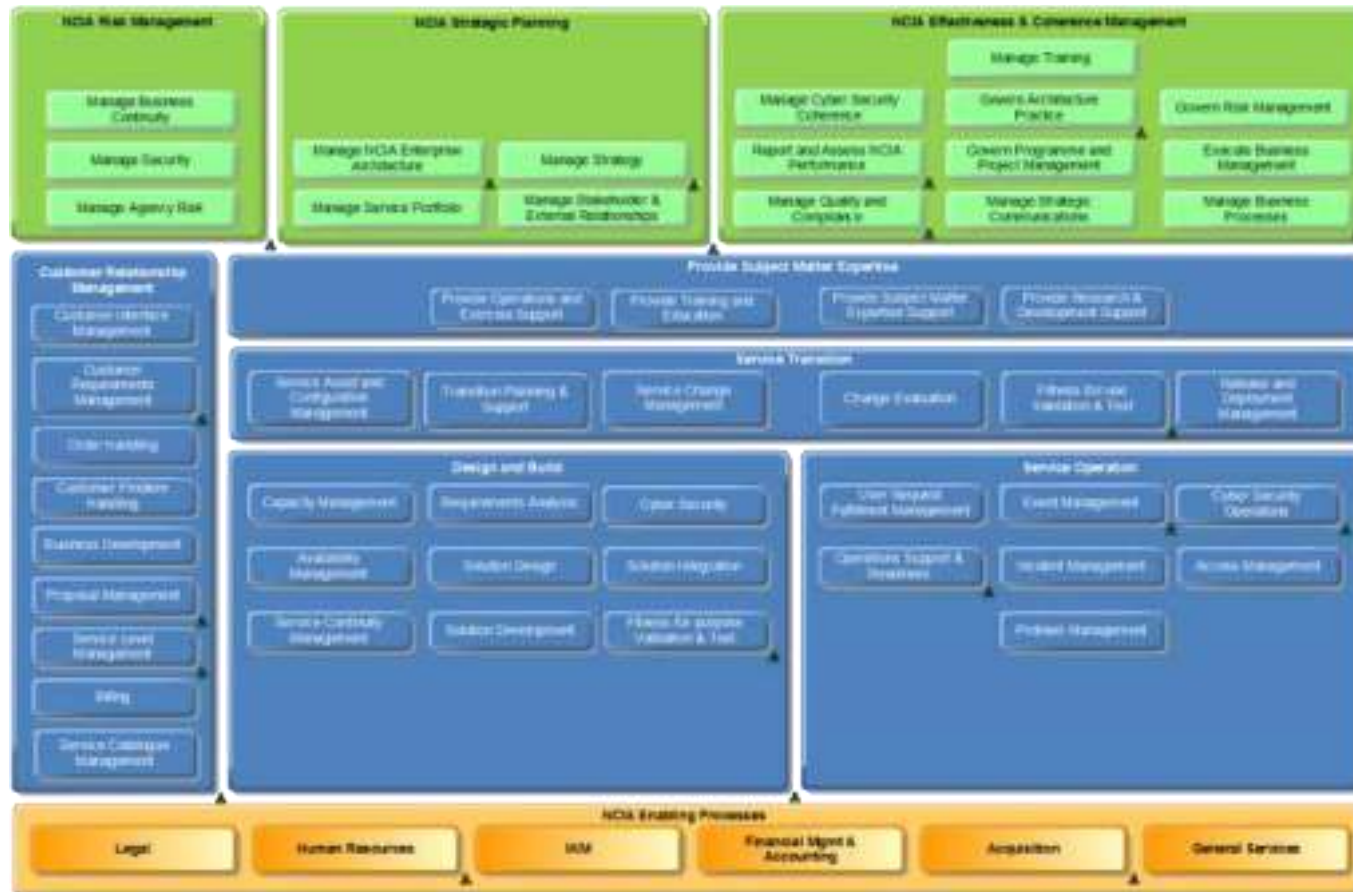 NCIA Risk Management
Manage Business
Continuity
Manage Security
Manage Agency Risk
NCIA Strategic Planning
Manage NCIA Enterprise
Architecture
Manage Strategy
Manage Service Portfolio
Manage Stakeholder &
External Relationships
NCIA Effectiveness & Coherence Management
Manage Training
Manage Cyber Security
Coherence
Govern Architecture
Practice
Govern Risk Management
Report and Assess NCIA
Performance
Govern Programme and
Project Management
Execute Business
Management
Manage Quality and
Compliance
Manage Strategic
Communications
Manage Business
Processes
Customer Relationship
Management
Customer Interface
Management
Customer
Requirements
Management
Order Handling
Customer Problem
Handling
Business Development
Proposal Management
Service Level
Management
Billing
Service Catalogue
Management
Provide Subject Matter Expertise
Provide Operations and
Exercise Support
Provide Training and
Education
Provide Subject Matter
Expertise Support
Provide Research &
Development Support
Service Transition
Service Asset and
Configuration
Management
Transition Planning &
Support
Service Change
Management
Change Evaluation
Fitness-for-use
Validation & Test
Release and
Deployment
Management
Design and Build
Capacity Management
Requirements Analysis
Cyber Security
Availability
Management
Solution Design
Solution Integration
Service Continuity
Management
Solution Development
Fitness-for-purpose
Validation & Test
Service Operation
User Request
Fulfilment Management
Event Management
Cyber Security
Operations
Operations Support &
Readiness
Incident Management
Access Management
Problem Management
NCIA Enabling Processes
Legal
Human Resources
IKM
Financial Mgmt &
Accounting
Acquisition
General Services